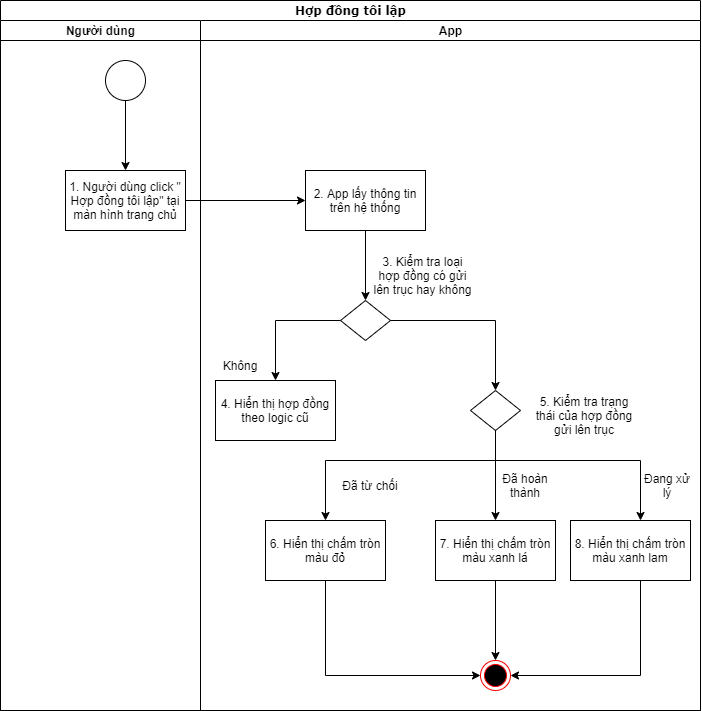 Hợp đồng tôi lập
Người dùng
App
1. Người dùng click "
Hợp đồng tôi lập" tại
màn hình trang chủ
2. App lấy thông tin
trên hệ thống
3. Kiểm tra loại
hợp đồng có gửi
lên trục hay không
Không
4. Hiển thị hợp đồng
theo logic cũ
5. Kiểm tra trạng
thái của hợp đồng
gửi lên trục
Đã từ chối
Đã hoàn
thành
Đang xử
lý
6. Hiển thị chấm tròn
màu đỏ
7. Hiển thị chấm tròn
màu xanh lá
8. Hiển thị chấm tròn
màu xanh lam